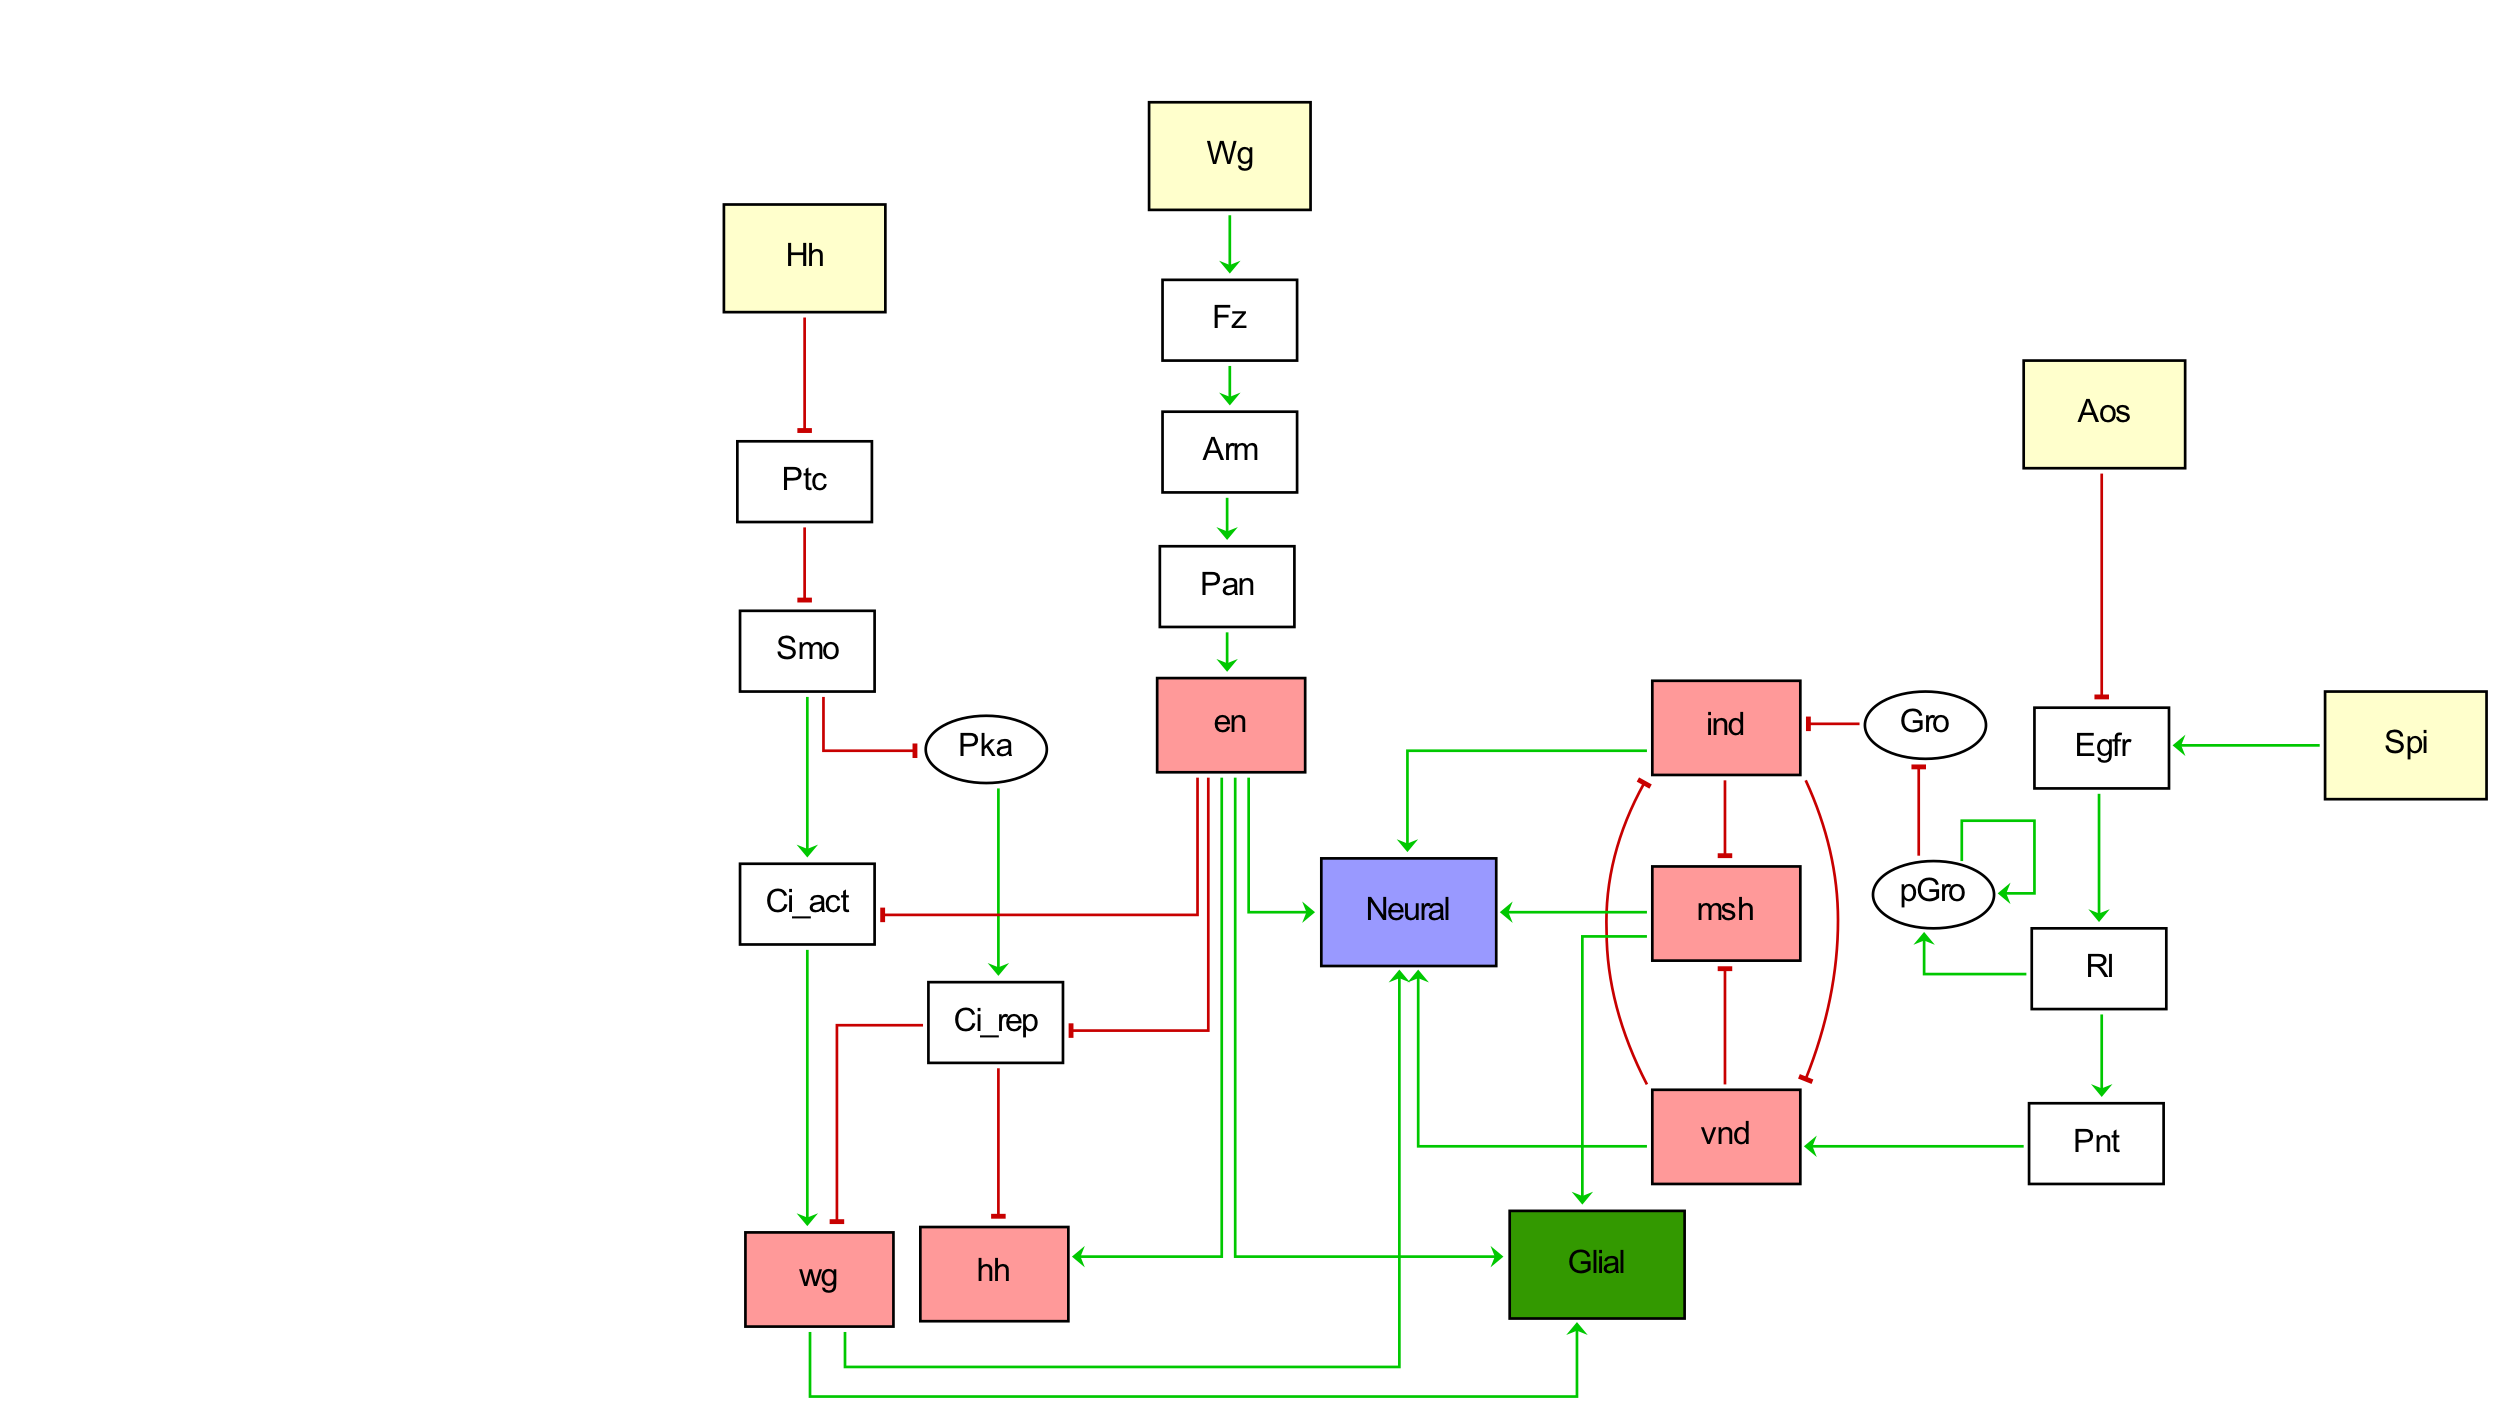 Wg
Hh
Fz
Aos
Arm
Ptc
Pan
Smo
en
ind
Gro
Pka
Egfr
Spi
Ci_act
Neural
msh
pGro
Rl
Ci_rep
vnd
Pnt
wg
hh
Glial